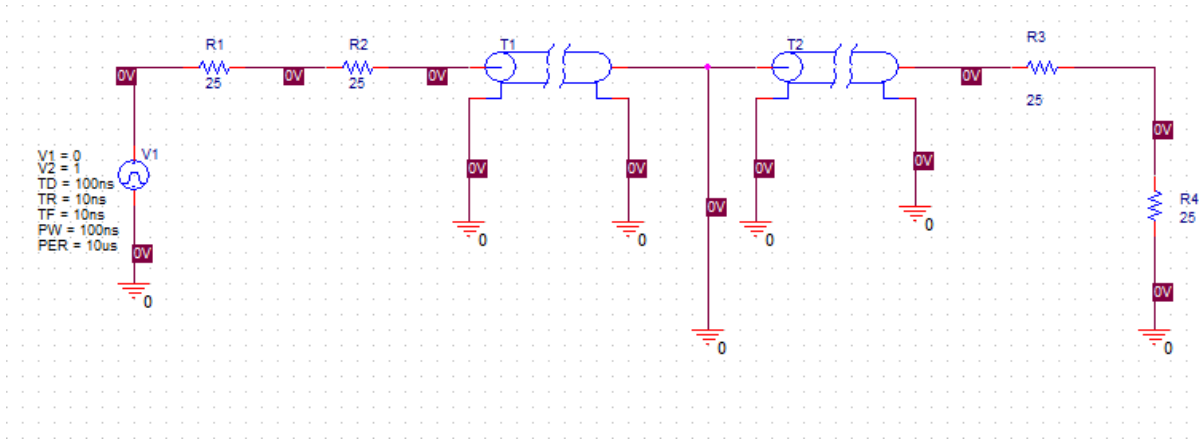 R1
R2
T1
T2
R3
0V
0V
0V
0V
25
25
25
0V
V1
V1 = 0
V2 = 1
TD = 100ns
TR = 10ns
TF = 10ns
PW = 100ns
PER = 10us
0V
0V
0V
0V
R4
25
0V
0V
0
0
0
0
0V
0
0
0